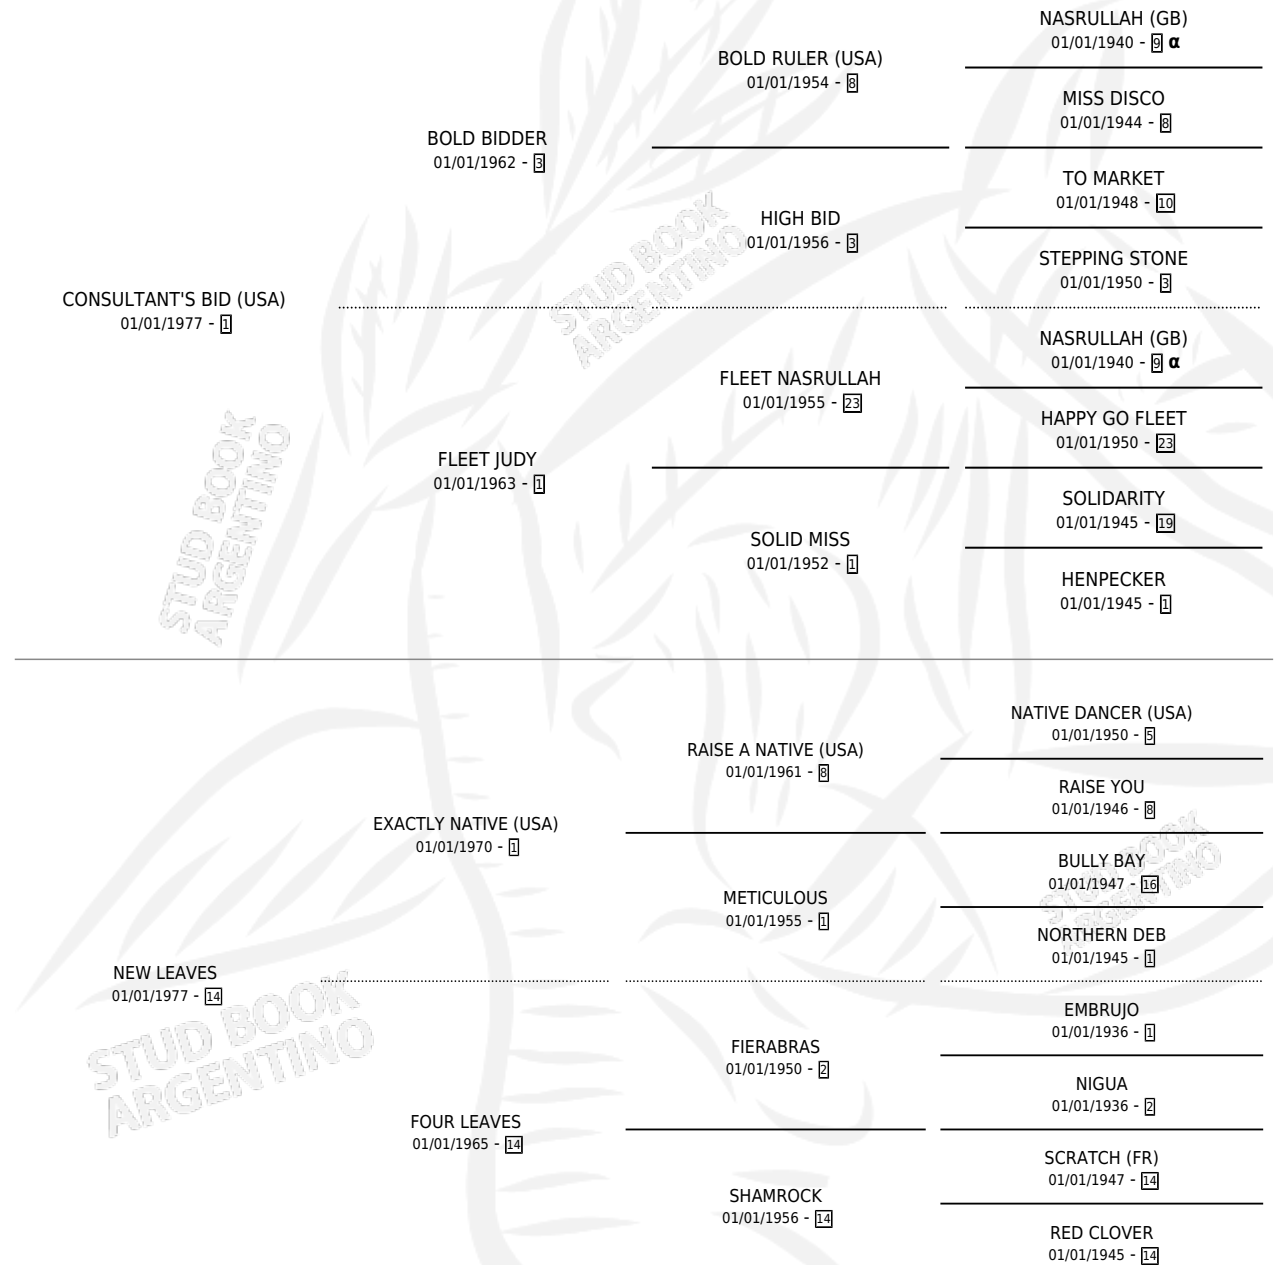 NASRULLAH (GB)
01/01/1940 - 9 α
BOLD RULER (USA)
01/01/1954 - 8
MISS DISCO
01/01/1944 - 8
BOLD BIDDER
01/01/1962 - 3
TO MARKET
01/01/1948 - 10
HIGH BID
01/01/1956 - 3
STEPPING STONE
01/01/1950 - 3
CONSULTANT'S BID (USA)
01/01/1977 - 1
NASRULLAH (GB)
01/01/1940 - 9 α
FLEET NASRULLAH
01/01/1955 - 23
HAPPY GO FLEET
01/01/1950 - 23
FLEET JUDY
01/01/1963 - 1
SOLIDARITY
01/01/1945 - 19
SOLID MISS
01/01/1952 - 1
HENPECKER
01/01/1945 - 1
NATIVE DANCER (USA)
01/01/1950 - 5
RAISE A NATIVE (USA)
01/01/1961 - 8
RAISE YOU
01/01/1946 - 8
EXACTLY NATIVE (USA)
01/01/1970 - 1
BULLY BAY
01/01/1947 - 16
METICULOUS
01/01/1955 - 1
NORTHERN DEB
01/01/1945 - 1
NEW LEAVES
01/01/1977 - 14
EMBRUJO
01/01/1936 - 1
FIERABRAS
01/01/1950 - 2
NIGUA
01/01/1936 - 2
FOUR LEAVES
01/01/1965 - 14
SCRATCH (FR)
01/01/1947 - 14
SHAMROCK
01/01/1956 - 14
RED CLOVER
01/01/1945 - 14
STUD BOOK
ARGENTINO
STUD BOOK
ARGENTINO
STUD BOOK
ARGENTINO
STUD BOOK
ARGENTINO